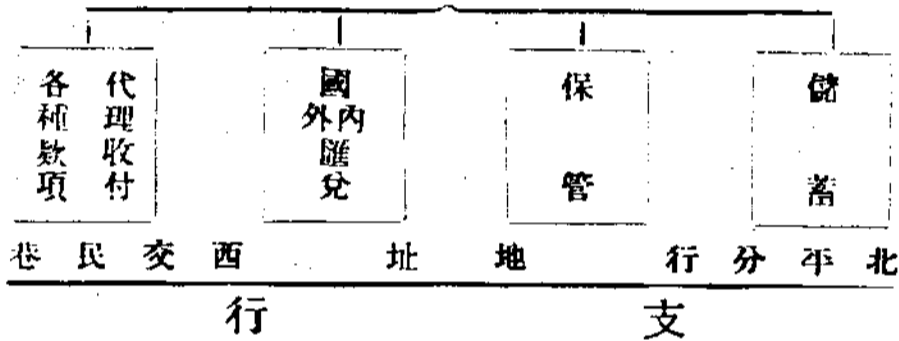 儲蓄
保管
國內外匯兌
代理收付
各種欵項
北平分行地址西交民巷
支行